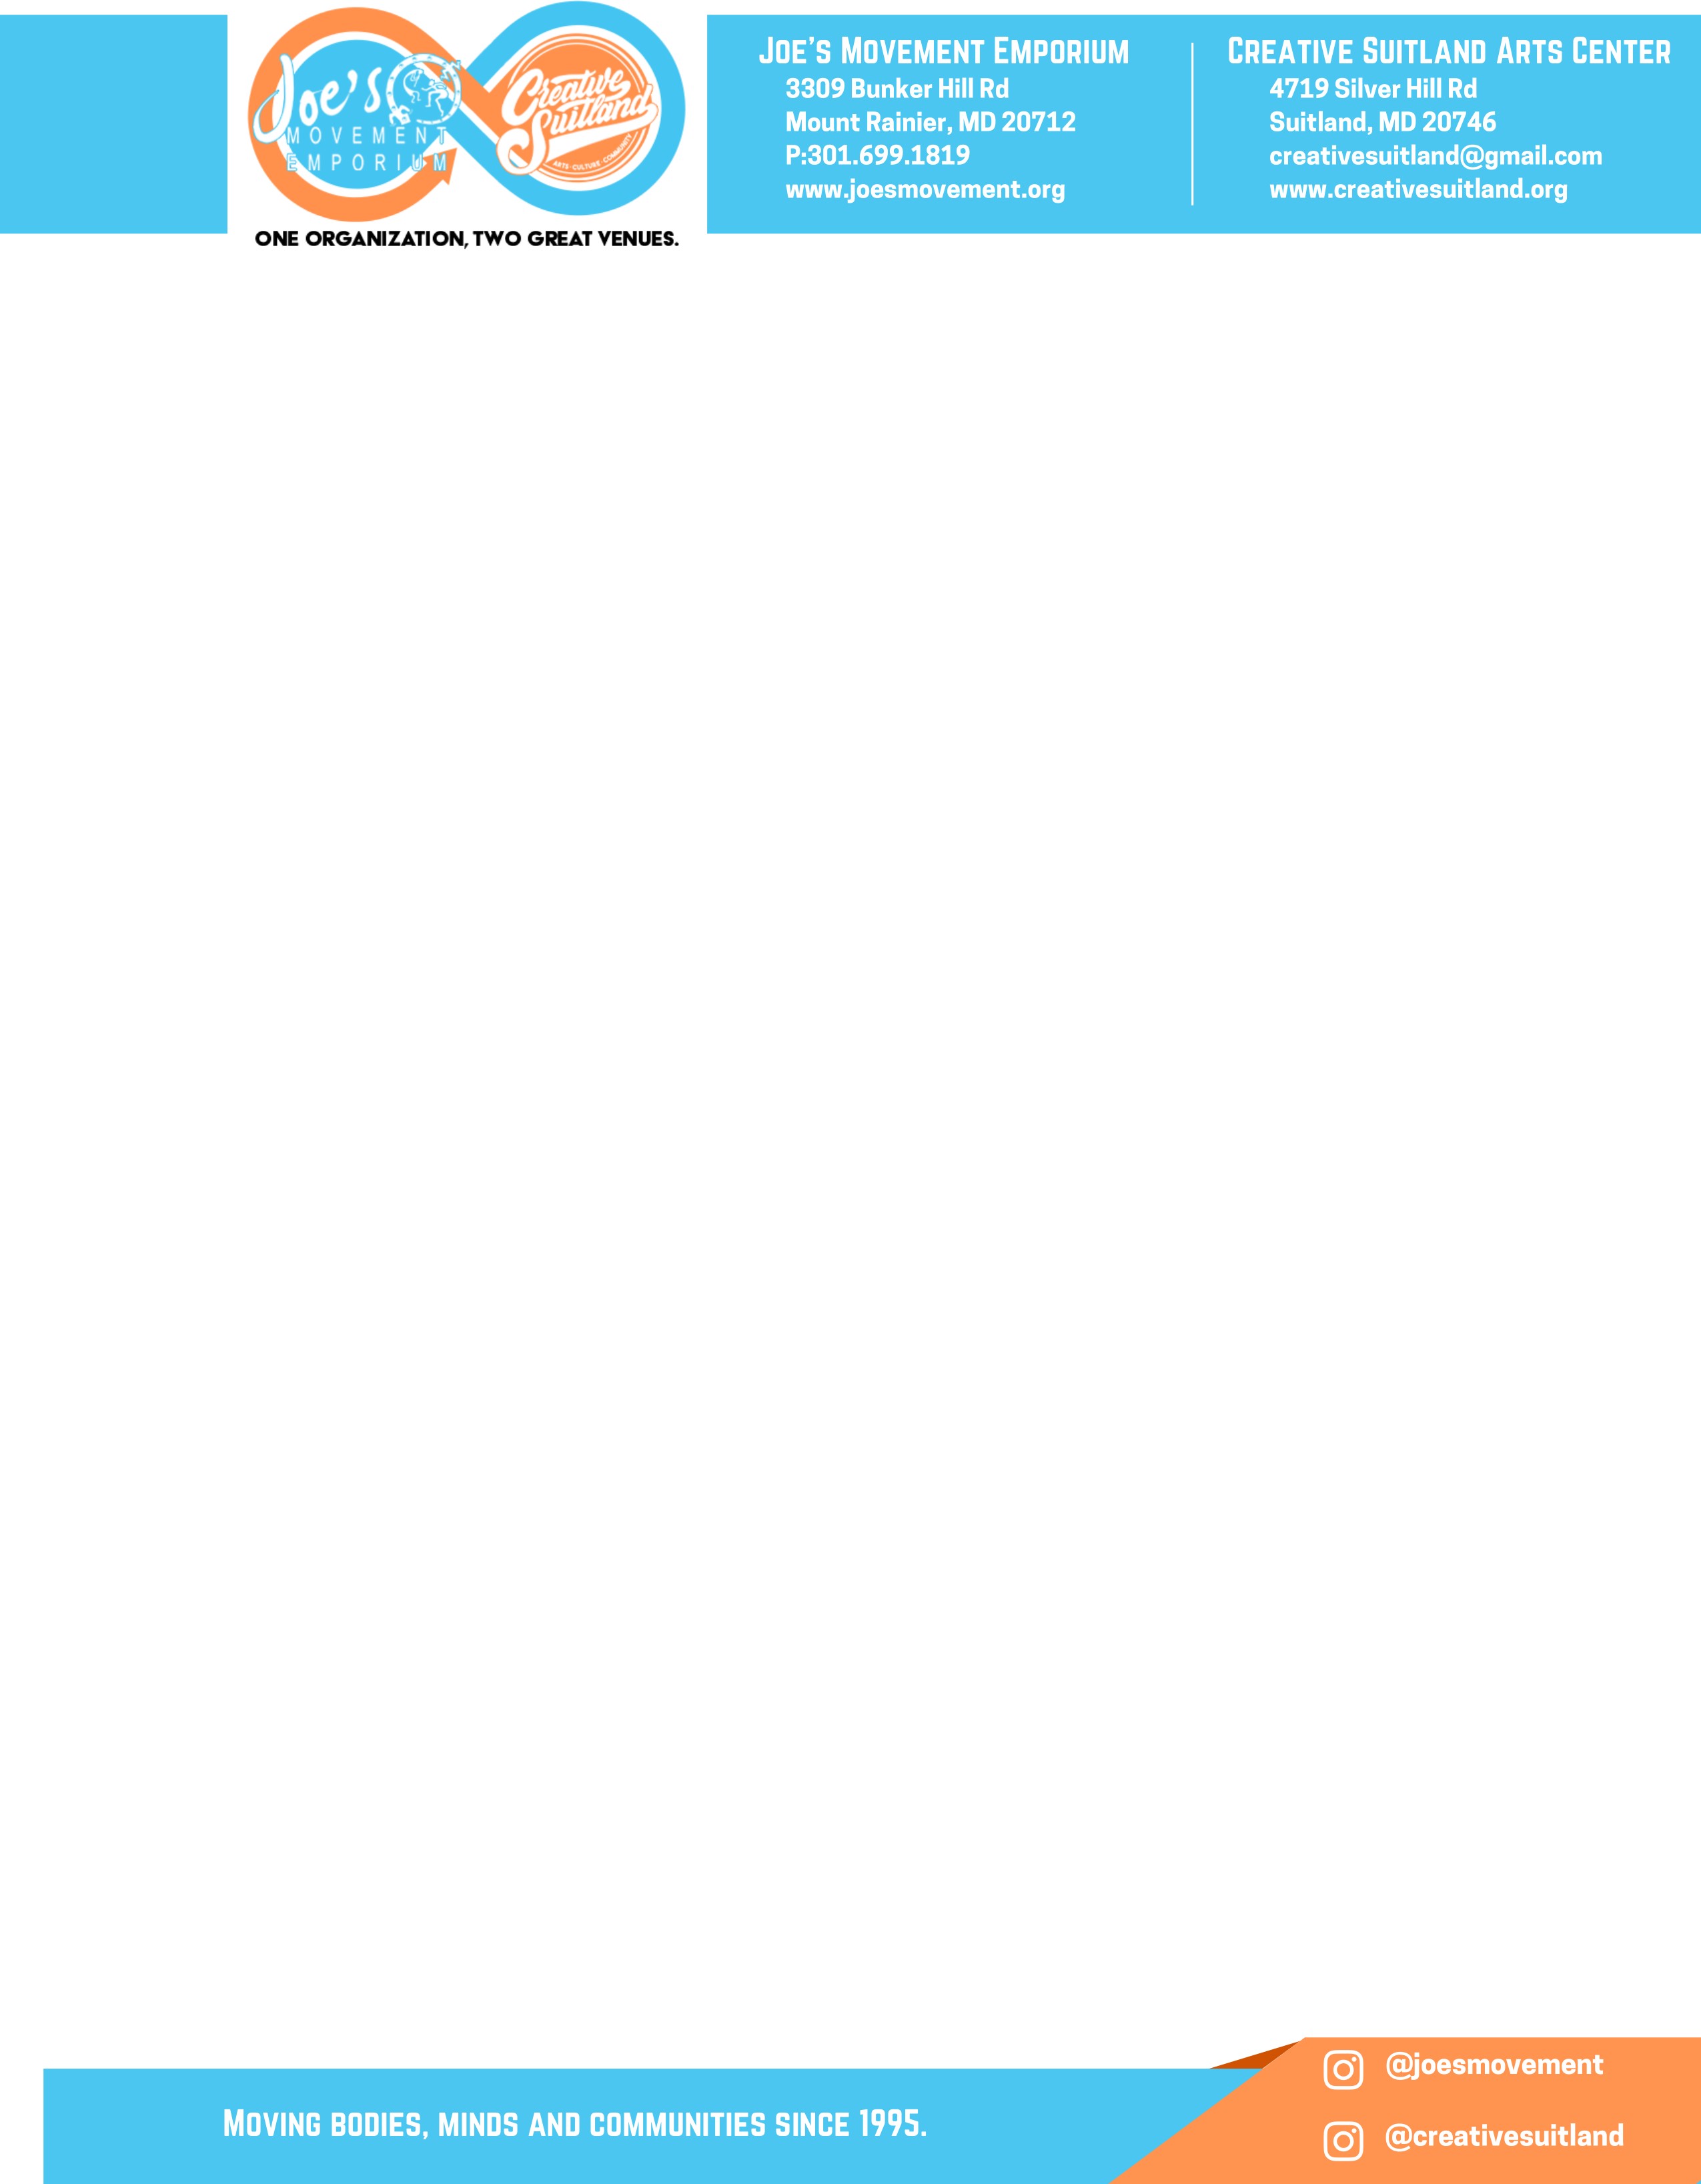 Joe's
MOVEMENT
EMPORIUM
Creative
Suitland
ARTS · CULTURE · COMMUNITY
ONE ORGANIZATION, TWO GREAT VENUES.
Joe's Movement Emporium
3309 Bunker Hill Rd
Mount Rainier, MD 20712
P:301.699.1819
www.joesmovement.org
Creative Suitland Arts Center
4719 Silver Hill Rd
Suitland, MD 20746
creativesuitland@gmail.com
www.creativesuitland.org
Moving bodies, minds and communities since 1995.
@joesmovement
@creativesuitland